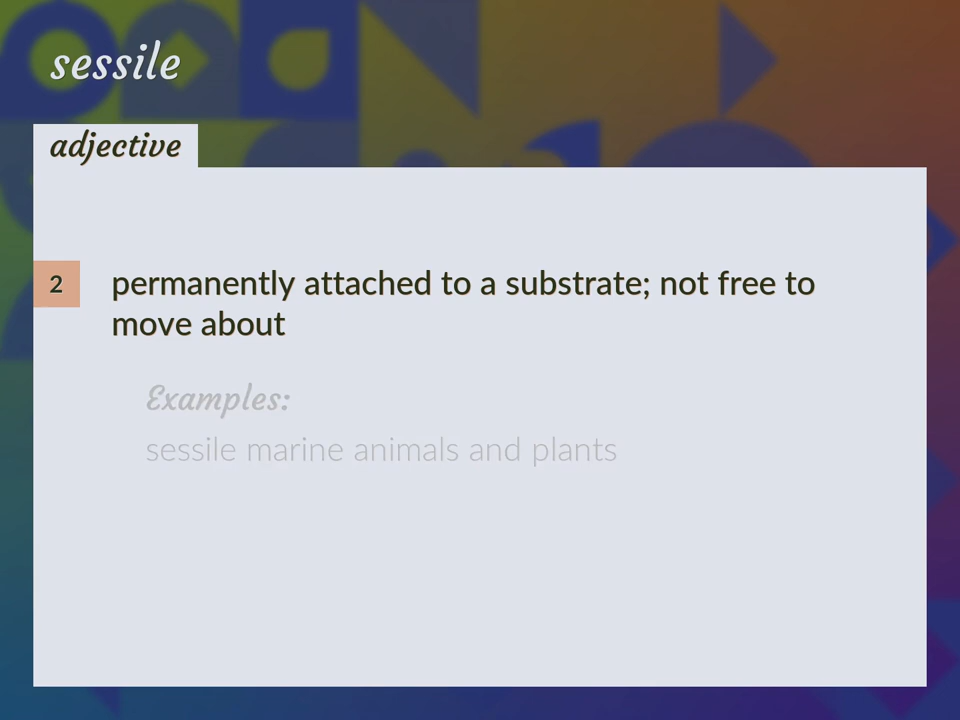 sessile
adjective
2
permanently attached to a substrate; not free to
move about
Examples:
sessile marine animals and plants